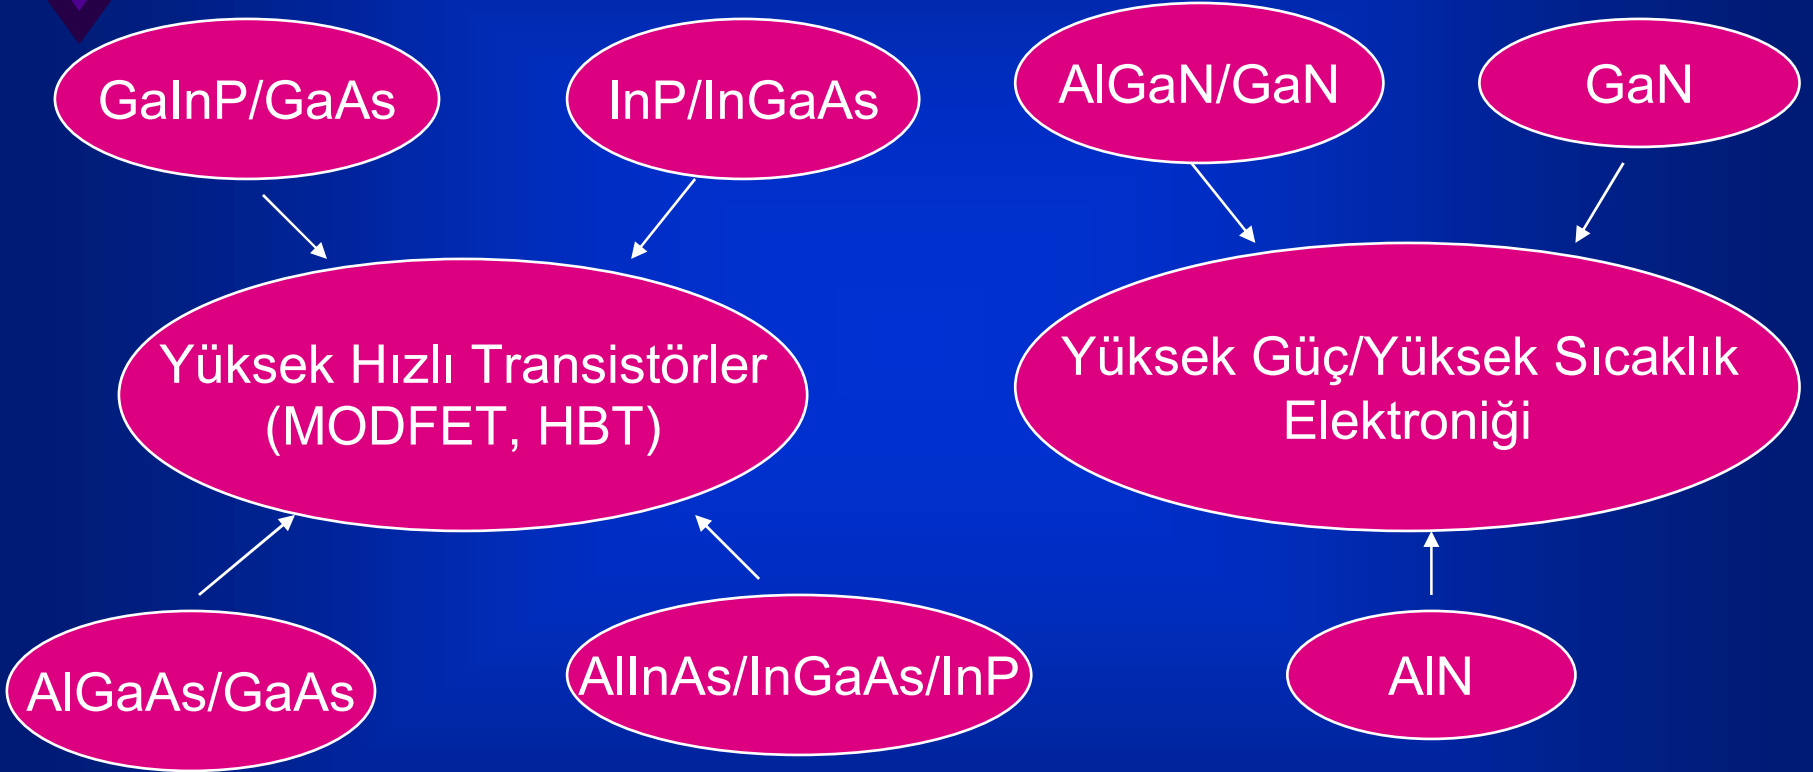 GaInP/GaAs
InP/InGaAs
AlGaN/GaN
GaN
Yüksek Hızlı Transistörler
(MODFET, HBT)
Yüksek Güç/Yüksek Sıcaklık
Elektroniği
AlGaAs/GaAs
AlInAs/InGaAs/InP
AlN